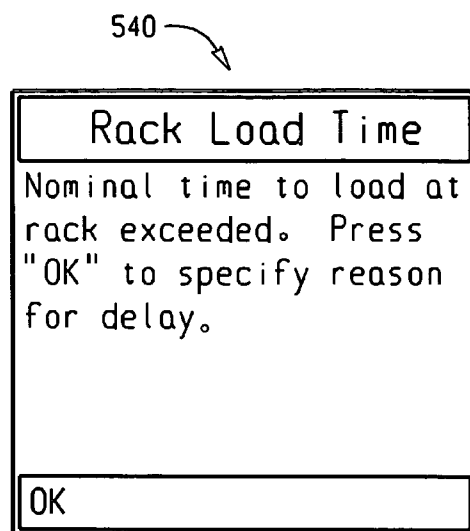 540
Rack Load Time
Nominal time to load at
rack exceeded. Press
"OK" to specify reason
for delay.
OK